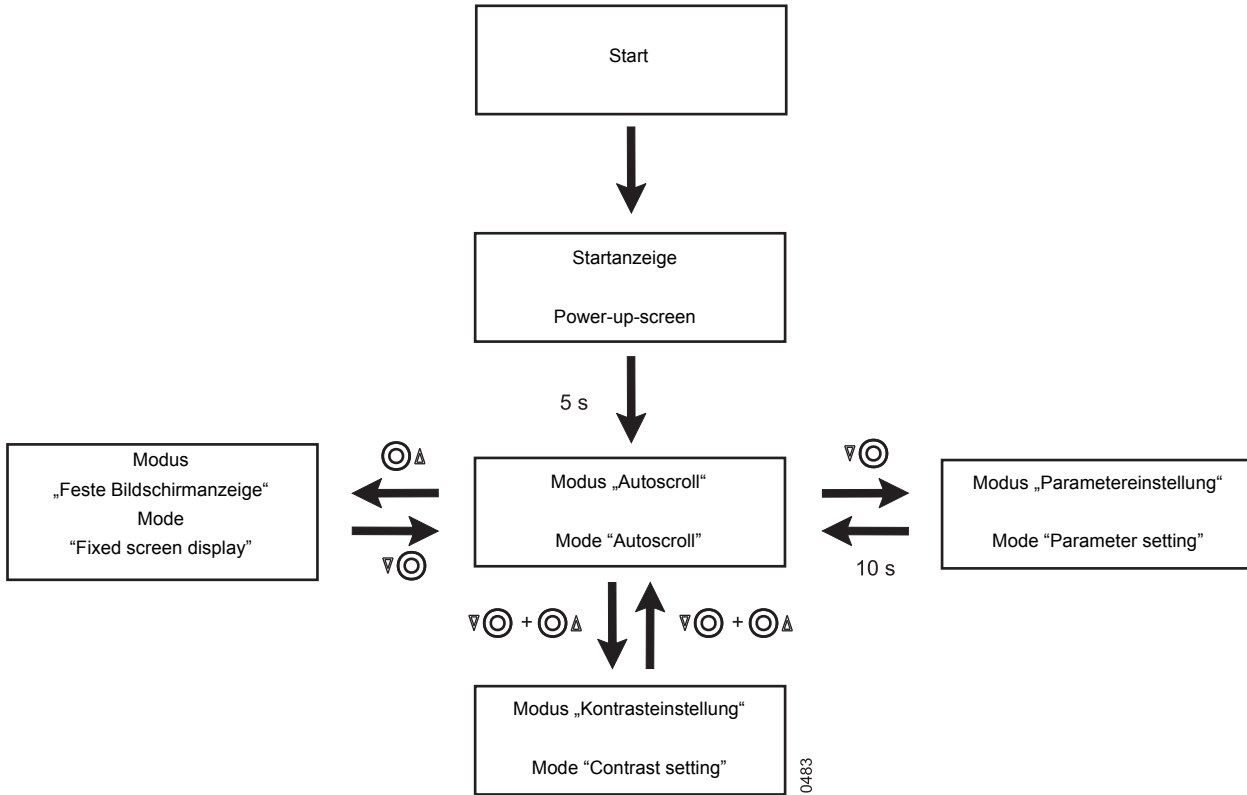 Start
Startanzeige
Power-up-screen
5 s
Modus
„Feste Bildschirmanzeige“
Mode
“Fixed screen display”
Modus „Autoscroll“
Mode “Autoscroll”
Modus „Parametereinstellung“
Mode “Parameter setting”
10 s
+
+
Modus „Kontrasteinstellung“
Mode “Contrast setting”
0483